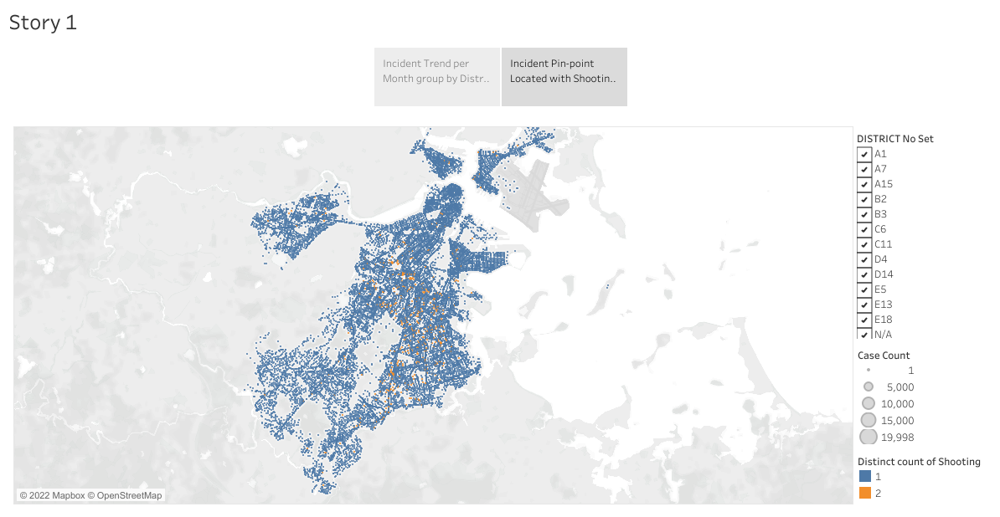 Story 1
Incident Trend per
Month group by Distr..
Incident Pin-point
Located with Shootin..
DISTRICT No Set
A1
A7
A15
B2
B3
C6
C11
D4
D14
E5
E13
E18
N/A
Case Count
1
5,000
10,000
15,000
19,998
Distinct count of Shooting
1
2
© 2022 Mapbox © OpenStreetMap